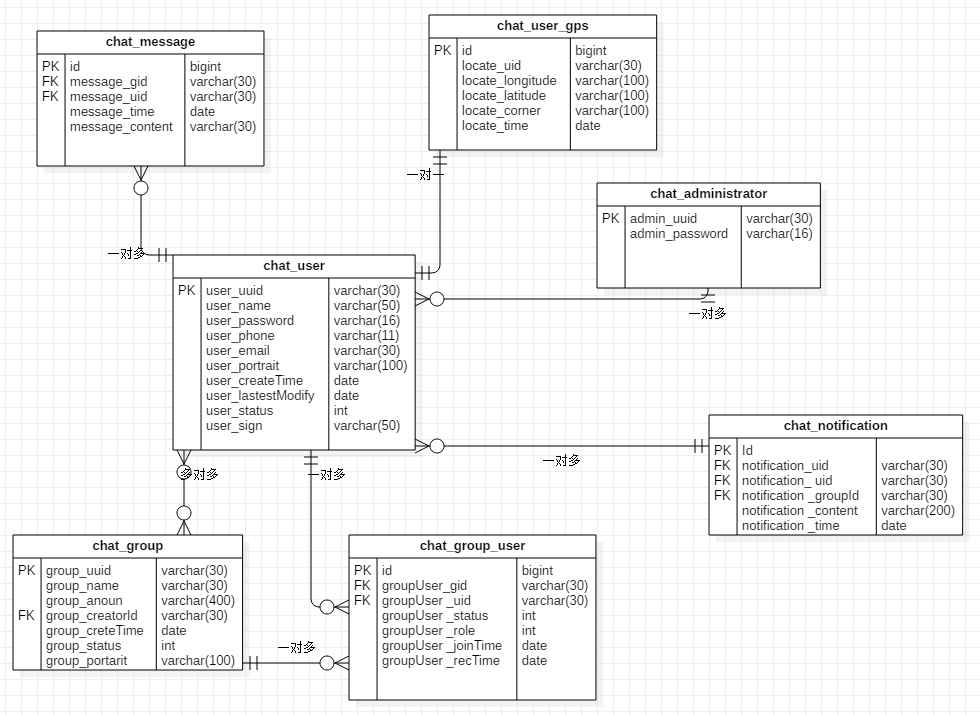 chat_message
PK id bigint
FK message_gid varchar(30)
FK message_uid varchar(30)
message_time date
message_content varchar(30)
chat_user_gps
PK id bigint
locate_uid varchar(30)
locate_longitude varchar(100)
locate_latitude varchar(100)
locate_corner varchar(100)
locate_time date
一对一
chat_administrator
PK admin_uuid varchar(30)
admin_password varchar(16)
一对多
一对多
chat_user
PK user_uuid varchar(30)
user_name varchar(50)
user_password varchar(16)
user_phone varchar(11)
user_email varchar(30)
user_portrait varchar(100)
user_createTime date
user_lastestModify date
user_status int
user_sign varchar(50)
chat_notification
PK Id
FK notification_uid varchar(30)
FK notification_ uid varchar(30)
FK notification _groupId varchar(30)
notification _content varchar(200)
notification _time date
一对多
多对多
一对多
chat_group
PK group_uuid varchar(30)
group_name varchar(30)
group_anoun varchar(400)
FK group_creatorId varchar(30)
group_creteTime date
group_status int
group_portarit varchar(100)
一对多
chat_group_user
PK id bigint
FK groupUser_gid varchar(30)
FK groupUser _uid varchar(30)
groupUser _status int
groupUser _role int
groupUser _joinTime date
groupUser _recTime date